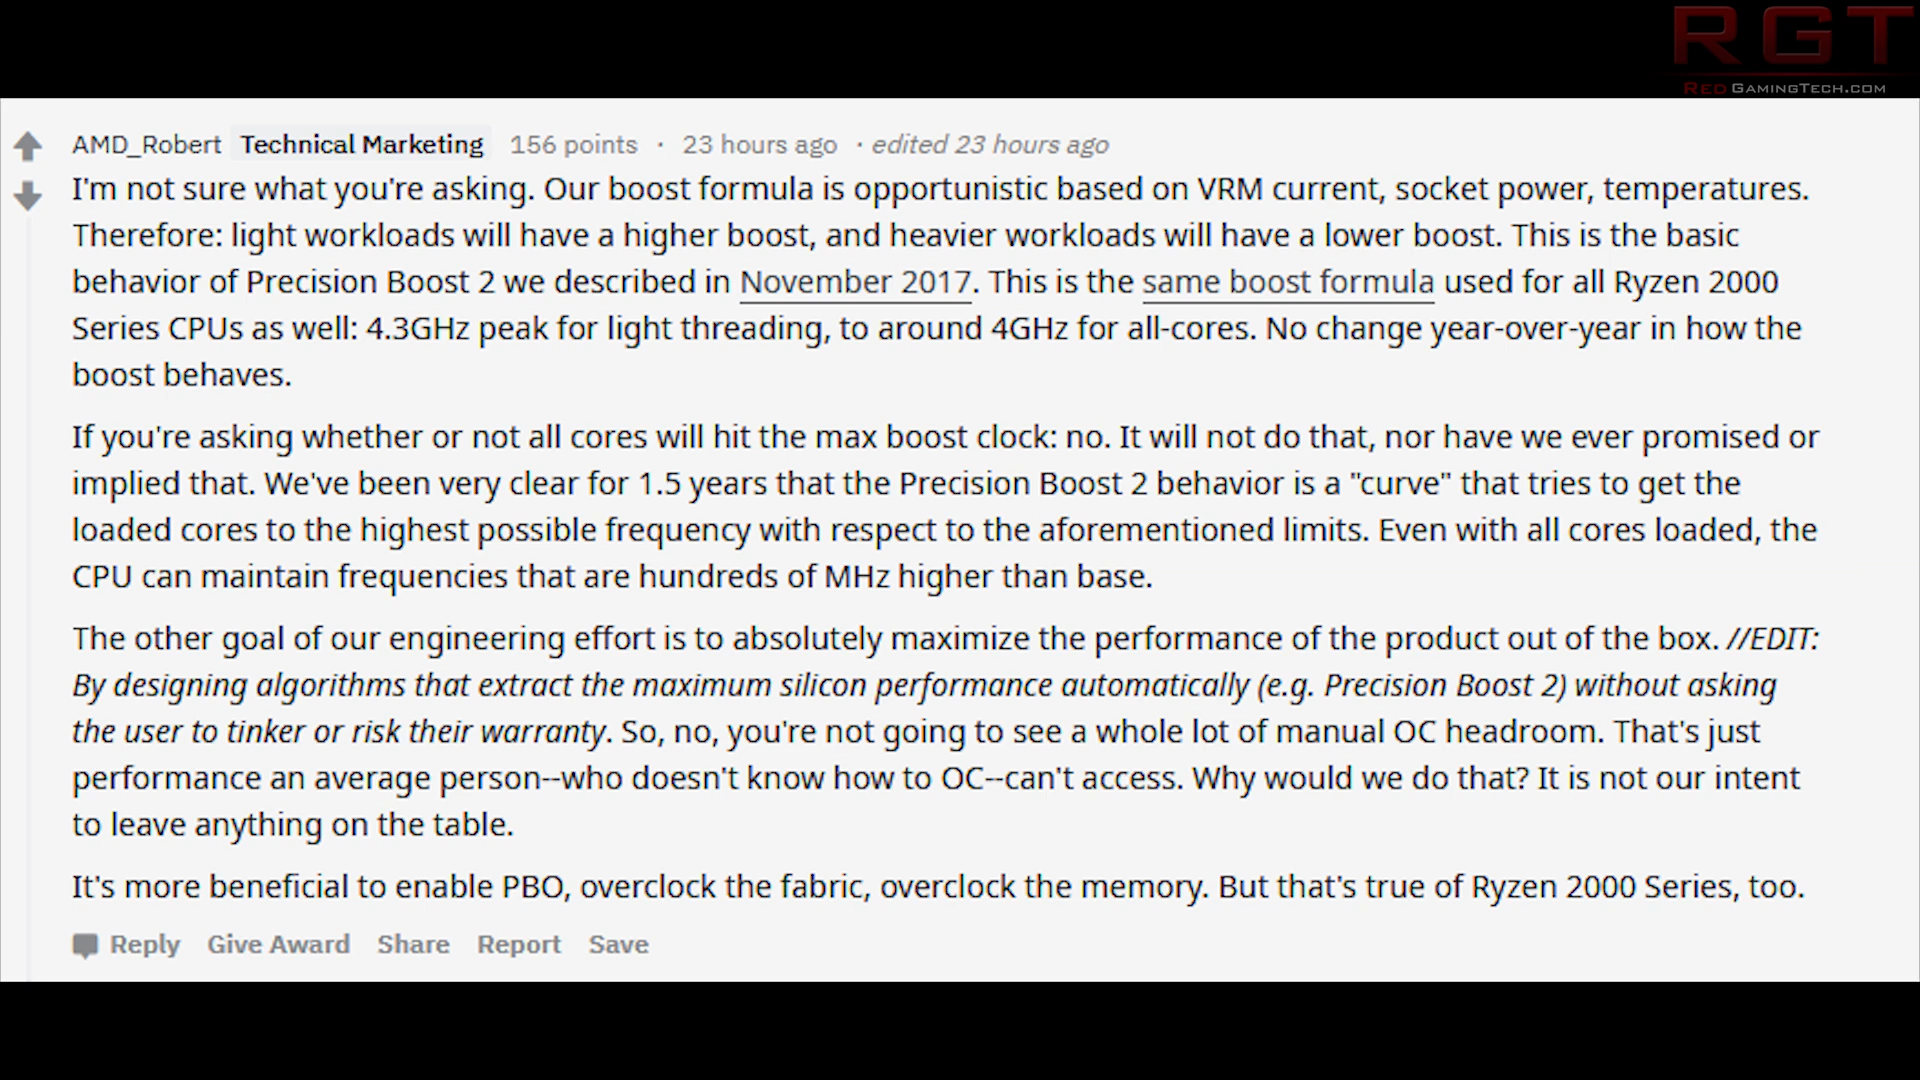 RGT
RedGamingTech.com
AMD_Robert Technical Marketing 156 points · 23 hours ago · edited 23 hours ago
I'm not sure what you're asking. Our boost formula is opportunistic based on VRM current, socket power, temperatures.
Therefore: light workloads will have a higher boost, and heavier workloads will have a lower boost. This is the basic
behavior of Precision Boost 2 we described in November 2017. This is the same boost formula used for all Ryzen 2000
Series CPUs as well: 4.3GHz peak for light threading, to around 4GHz for all-cores. No change year-over-year in how the
boost behaves.
If you're asking whether or not all cores will hit the max boost clock: no. It will not do that, nor have we ever promised or
implied that. We've been very clear for 1.5 years that the Precision Boost 2 behavior is a "curve" that tries to get the
loaded cores to the highest possible frequency with respect to the aforementioned limits. Even with all cores loaded, the
CPU can maintain frequencies that are hundreds of MHz higher than base.
The other goal of our engineering effort is to absolutely maximize the performance of the product out of the box. //EDIT:
By designing algorithms that extract the maximum silicon performance automatically (e.g. Precision Boost 2) without asking
the user to tinker or risk their warranty. So, no, you're not going to see a whole lot of manual OC headroom. That's just
performance an average person--who doesn't know how to OC--can't access. Why would we do that? It is not our intent
to leave anything on the table.
It's more beneficial to enable PBO, overclock the fabric, overclock the memory. But that's true of Ryzen 2000 Series, too.
Reply Give Award Share Report Save